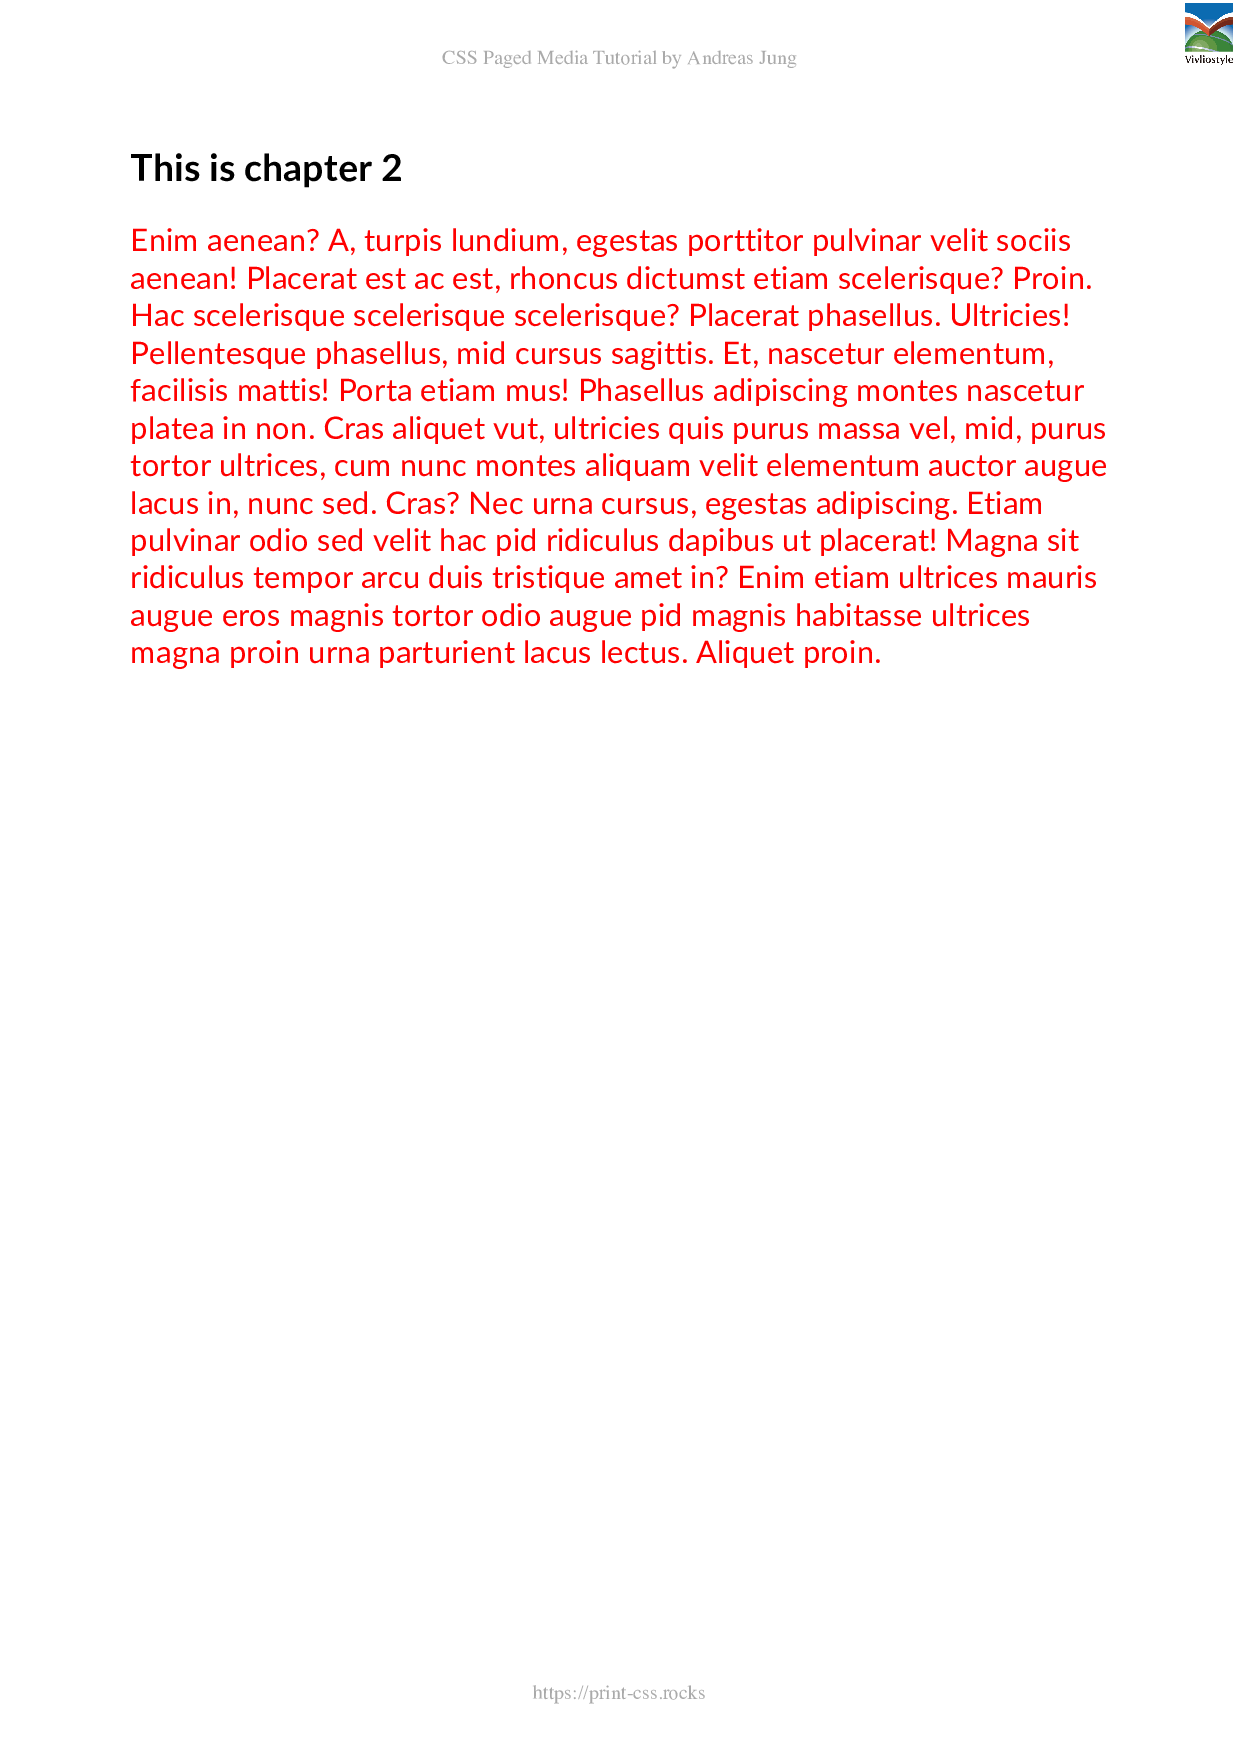 CSS Paged Media Tutorial by Andreas Jung
Vivliostyle
This is chapter 2
Enim aenean? A, turpis lundium, egestas porttitor pulvinar velit sociis
aenean! Placerat est ac est, rhoncus dictumst etiam scelerisque? Proin.
Hac scelerisque scelerisque scelerisque? Placerat phasellus. Ultricies!
Pellentesque phasellus, mid cursus sagittis. Et, nascetur elementum,
facilisis mattis! Porta etiam mus! Phasellus adipiscing montes nascetur
platea in non. Cras aliquet vut, ultricies quis purus massa vel, mid, purus
tortor ultrices, cum nunc montes aliquam velit elementum auctor augue
lacus in, nunc sed. Cras? Nec urna cursus, egestas adipiscing. Etiam
pulvinar odio sed velit hac pid ridiculus dapibus ut placerat! Magna sit
ridiculus tempor arcu duis tristique amet in? Enim etiam ultrices mauris
augue eros magnis tortor odio augue pid magnis habitasse ultrices
magna proin urna parturient lacus lectus. Aliquet proin.
https://print-css.rocks